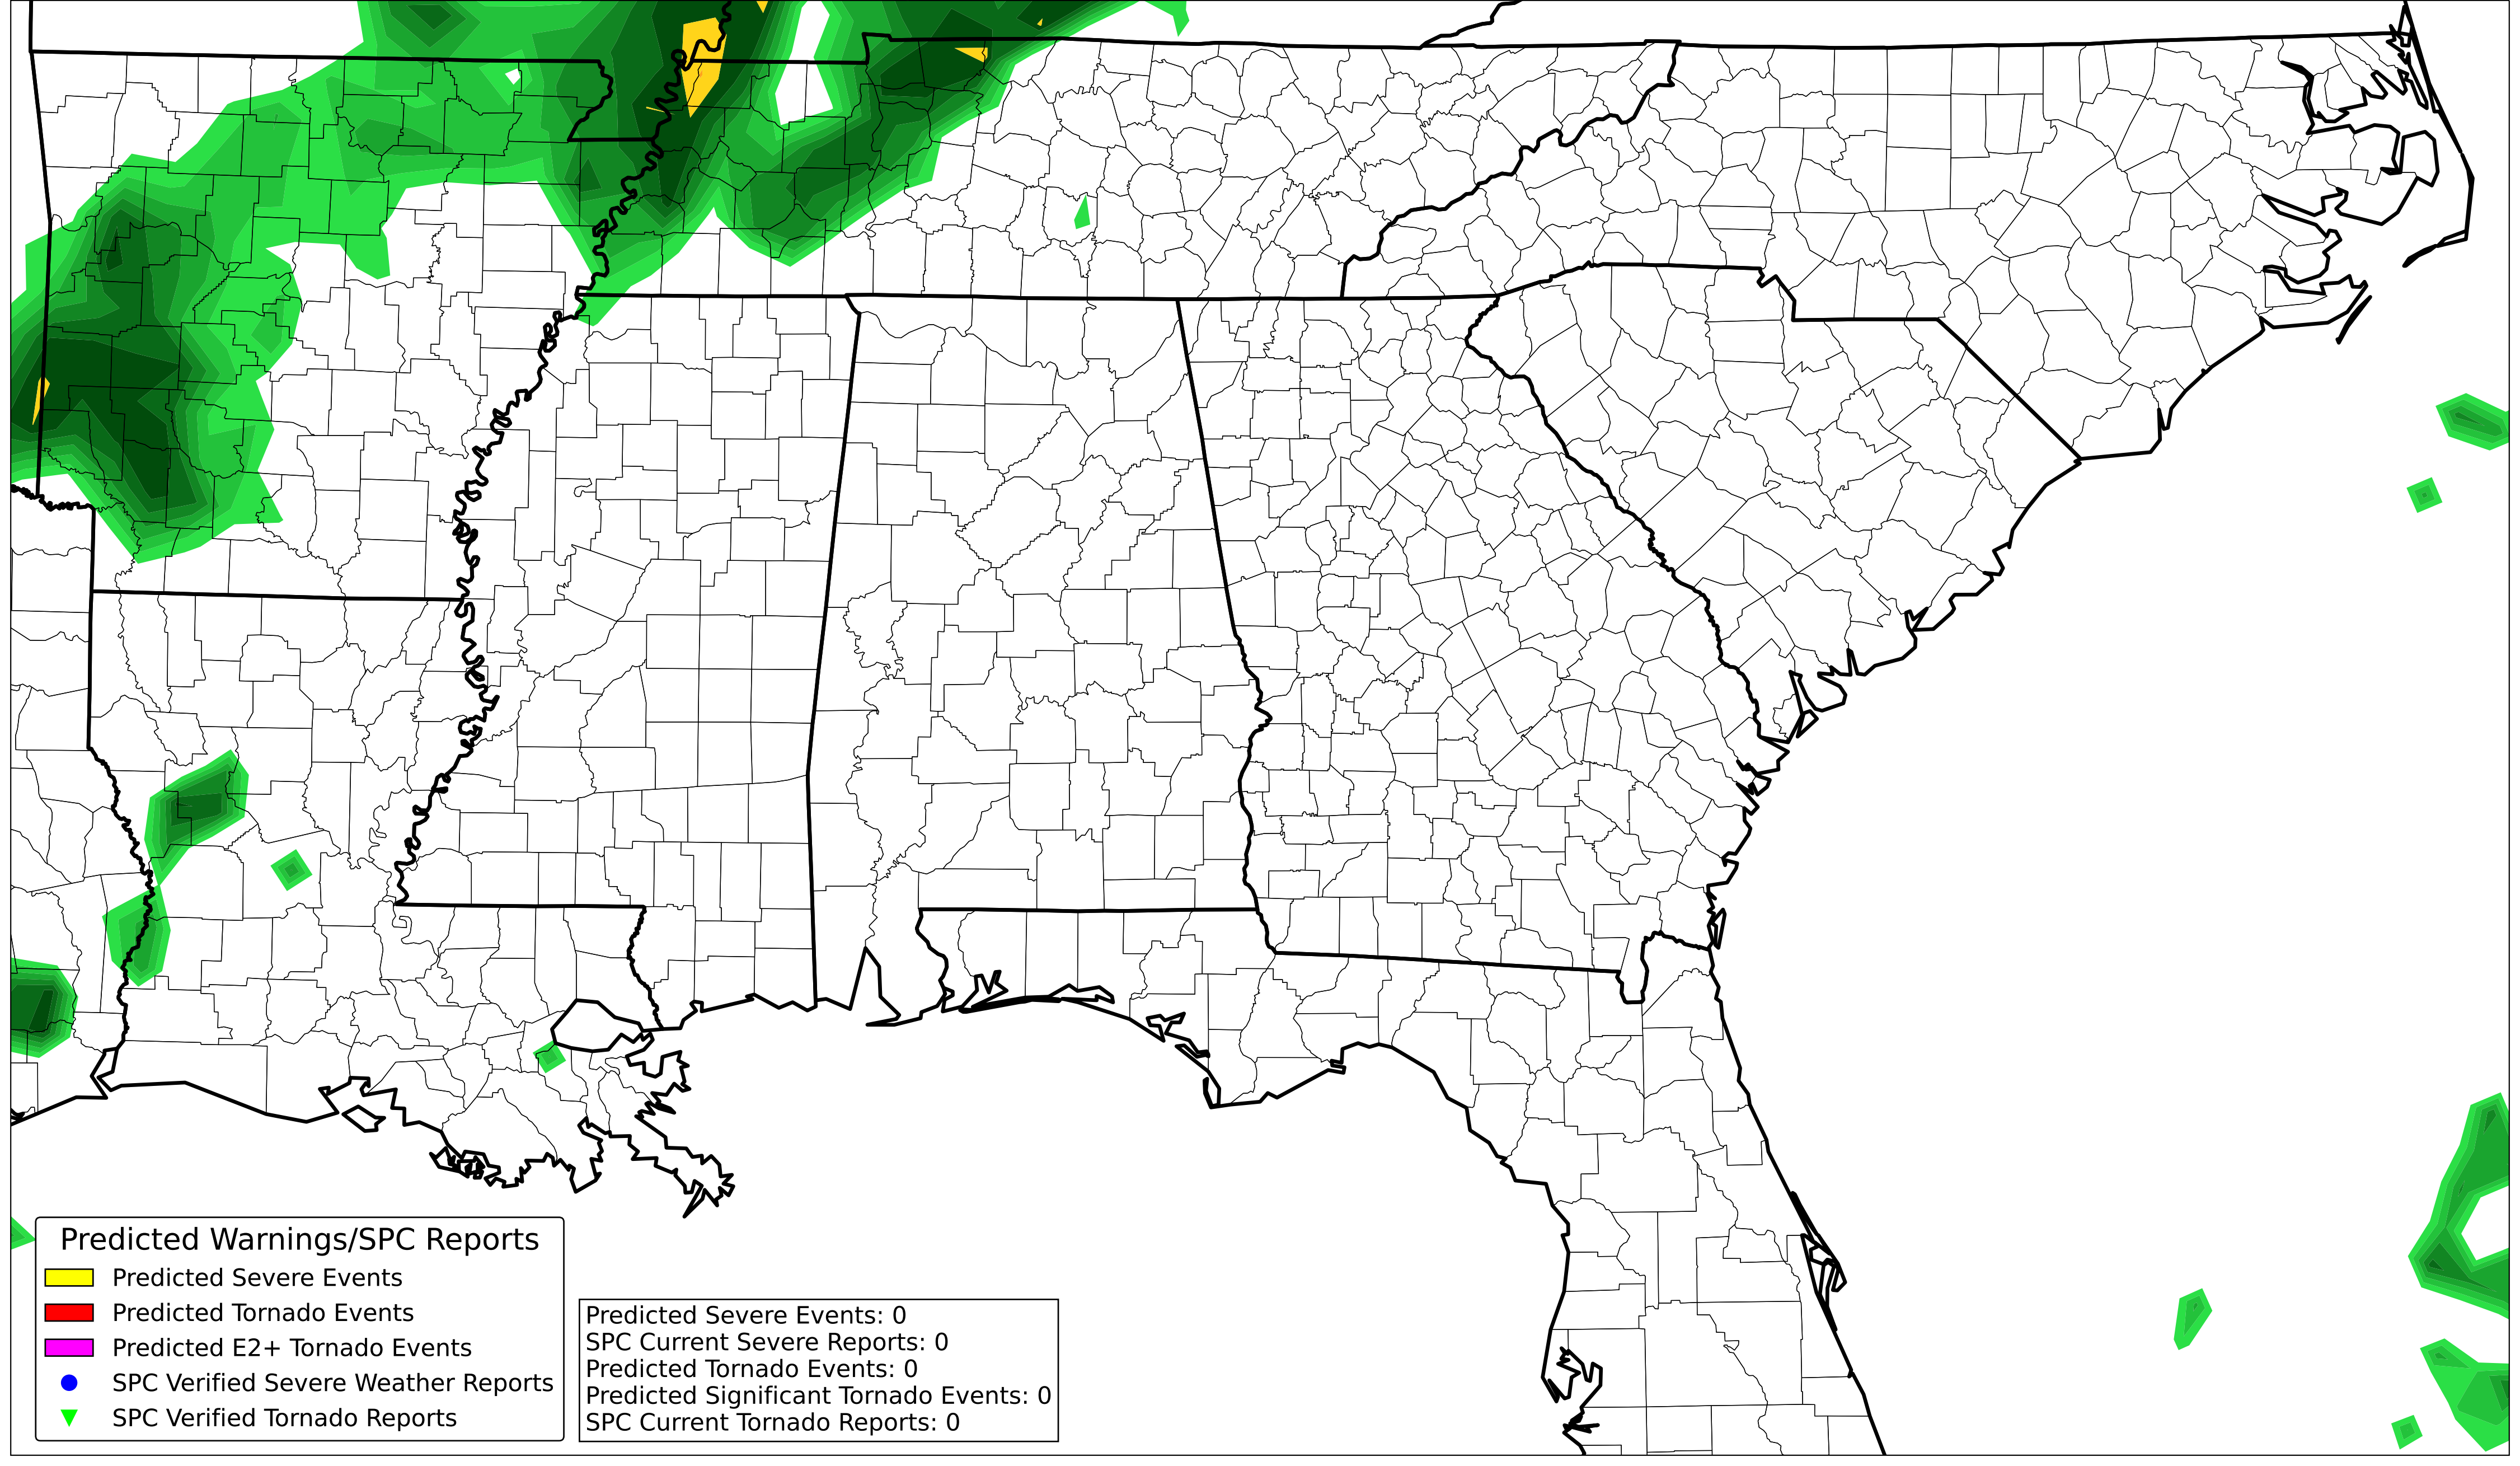 Predicted Warnings/SPC Reports
Predicted Severe Events
Predicted Tornado Events
Predicted E2+ Tornado Events
SPC Verified Severe Weather Reports
SPC Verified Tornado Reports
Predicted Severe Events: 0
SPC Current Severe Reports: 0
Predicted Tornado Events: 0
Predicted Significant Tornado Events: 0
SPC Current Tornado Reports: 0